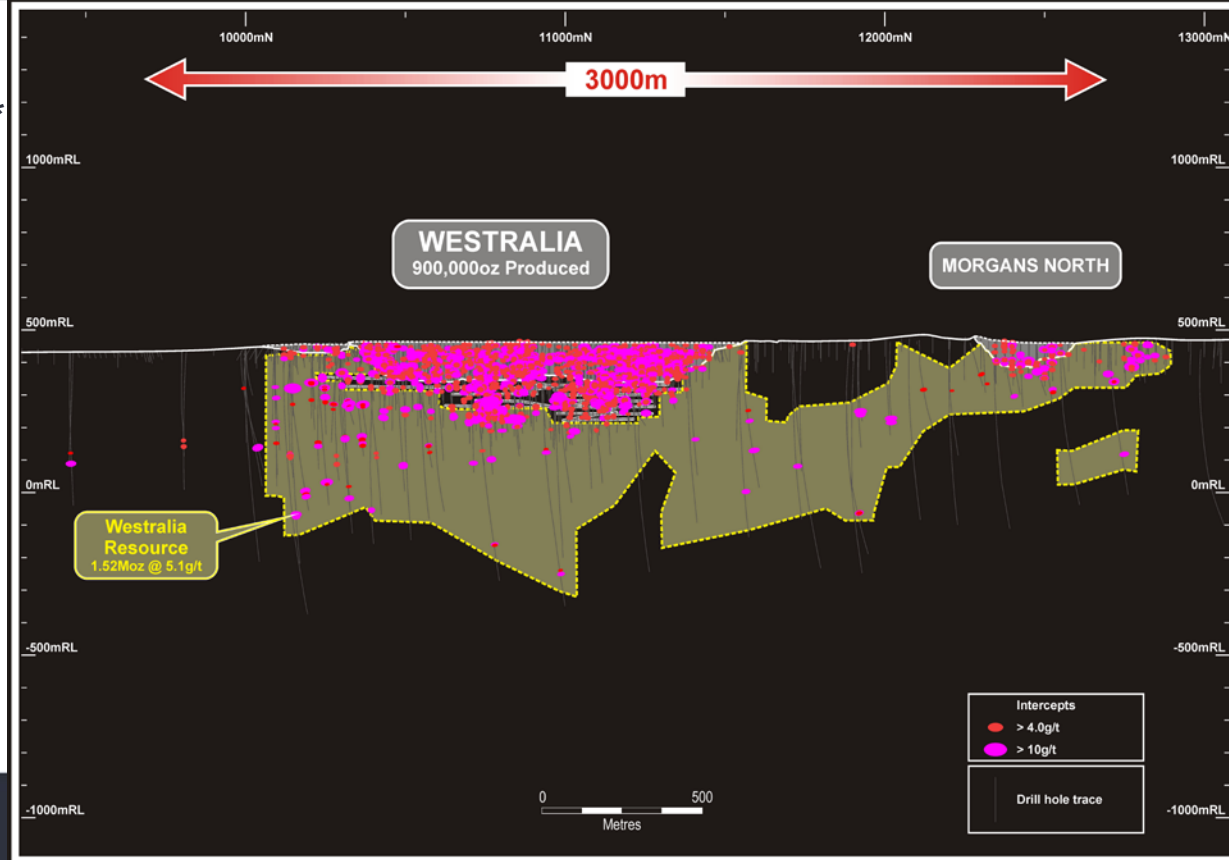 10000mN 11000mN 12000mN 13000mN
3000m
1000mRL 1000mRL
WESTRALIA
900,000oz Produced
MORGANS NORTH
500mRL 500mRL
0mRL 0mRL
Westralia
Resource
1.52Moz @ 5.1g/t
-500mRL -500mRL
Intercepts
> 4.0g/t
> 10g/t
Drill hole trace
0 500
Metres
-1000mRL -1000mRL